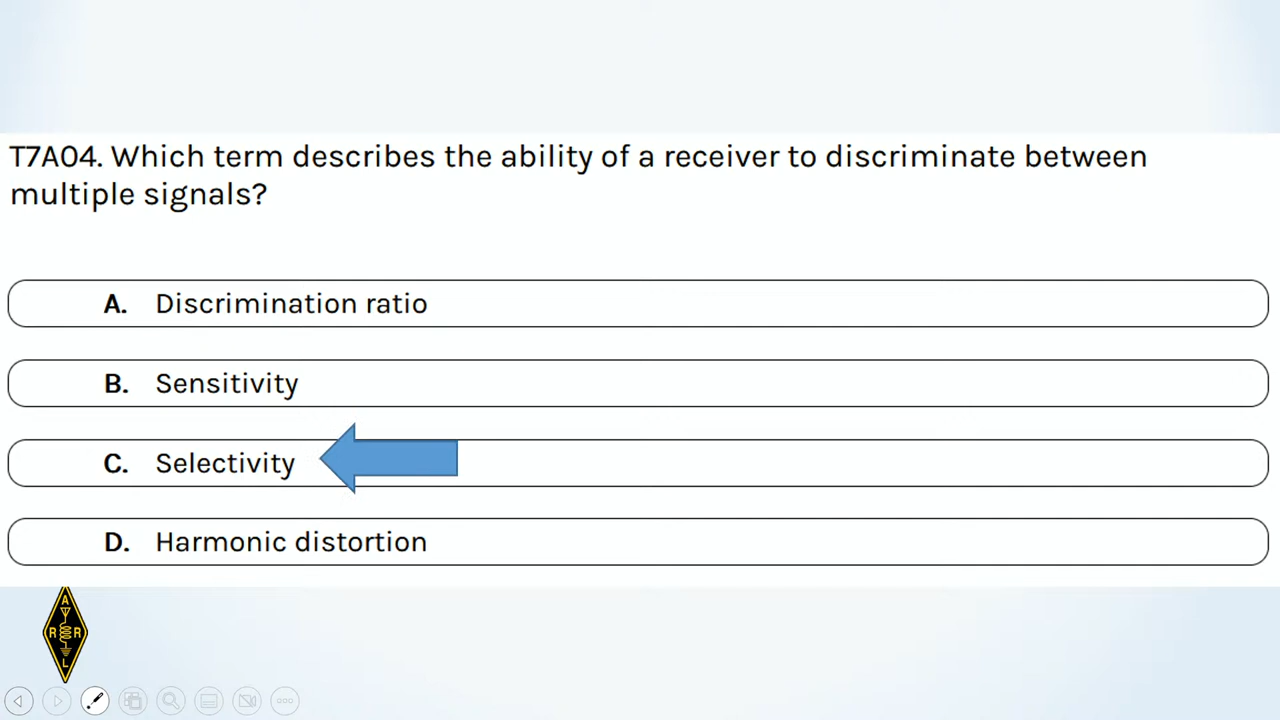 T7A04. Which term describes the ability of a receiver to discriminate between
multiple signals?
A. Discrimination ratio
B. Sensitivity
C. Selectivity
D. Harmonic distortion
A
R R
L